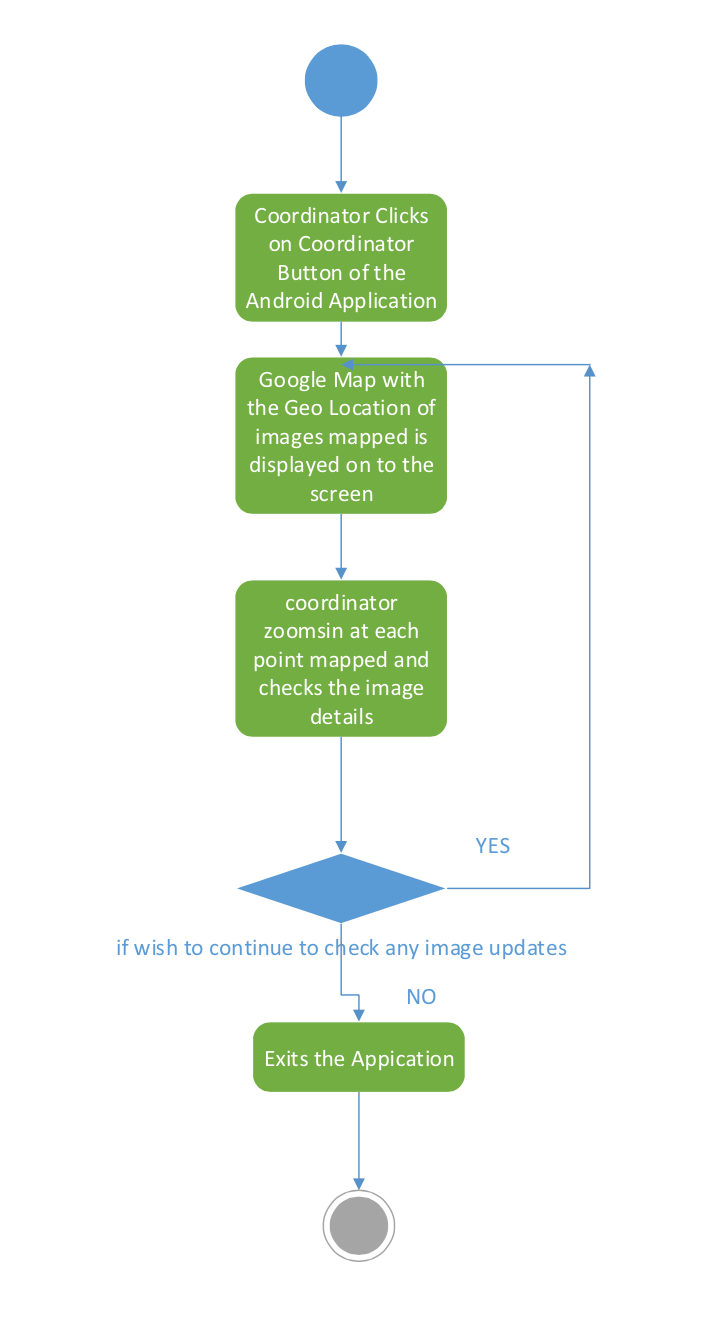 Coordinator Clicks
on Coordinator
Button of the
Android Application
Google Map with
the Geo Location of
images mapped is
displayed on to the
screen
coordinator
zoomsin at each
point mapped and
checks the image
details
YES
if wish to continue to check any image updates
NO
Exits the Appication